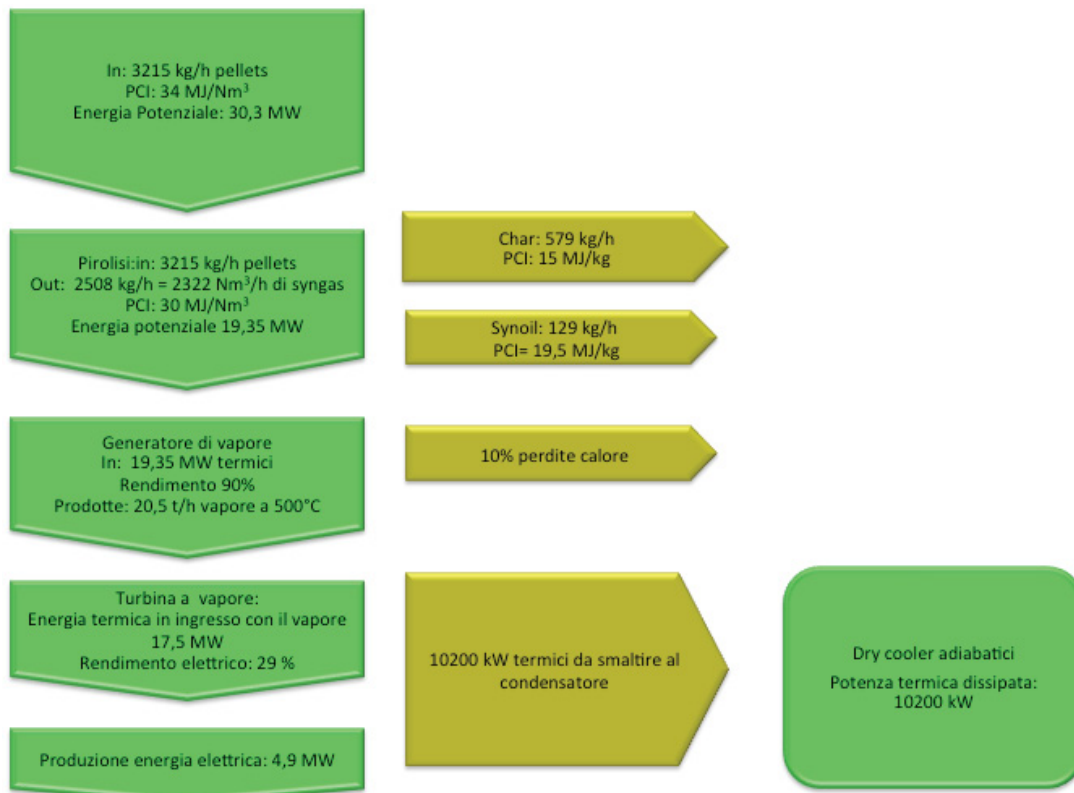 In: 3215 kg/h pellets
PCI: 34 MJ/Nm³
Energia Potenziale: 30,3 MW
Pirolisi:in: 3215 kg/h pellets
Out: 2508 kg/h = 2322 Nm³/h di syngas
PCI: 30 MJ/Nm³
Energia potenziale 19,35 MW
Char: 579 kg/h
PCI: 15 MJ/kg
Synoil: 129 kg/h
PCI= 19,5 MJ/kg
Generatore di vapore
In: 19,35 MW termici
Rendimento 90%
Prodotte: 20,5 t/h vapore a 500°C
10% perdite calore
Turbina a vapore:
Energia termica in ingresso con il vapore
17,5 MW
Rendimento elettrico: 29 %
10200 kW termici da smaltire al
condensatore
Dry cooler adiabatici
Potenza termica dissipata:
10200 kW
Produzione energia elettrica: 4,9 MW